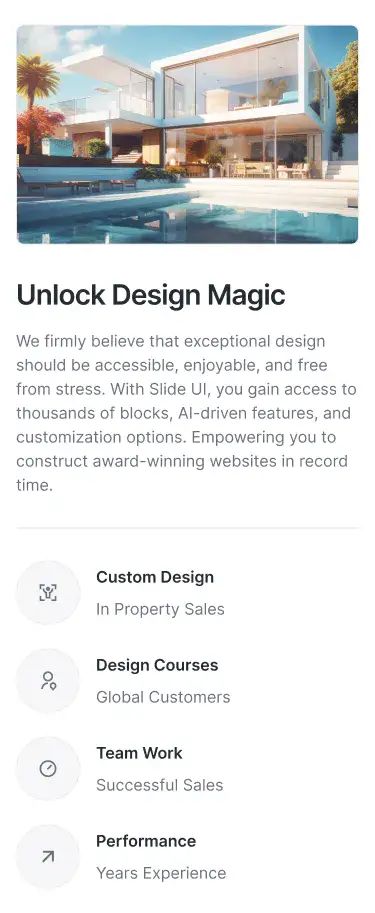 Unlock Design Magic
We firmly believe that exceptional design
should be accessible, enjoyable, and free
from stress. With Slide UI, you gain access to
thousands of blocks, AI-driven features, and
customization options. Empowering you to
construct award-winning websites in record
time.
Custom Design
In Property Sales
Design Courses
Global Customers
Team Work
Successful Sales
Performance
Years Experience